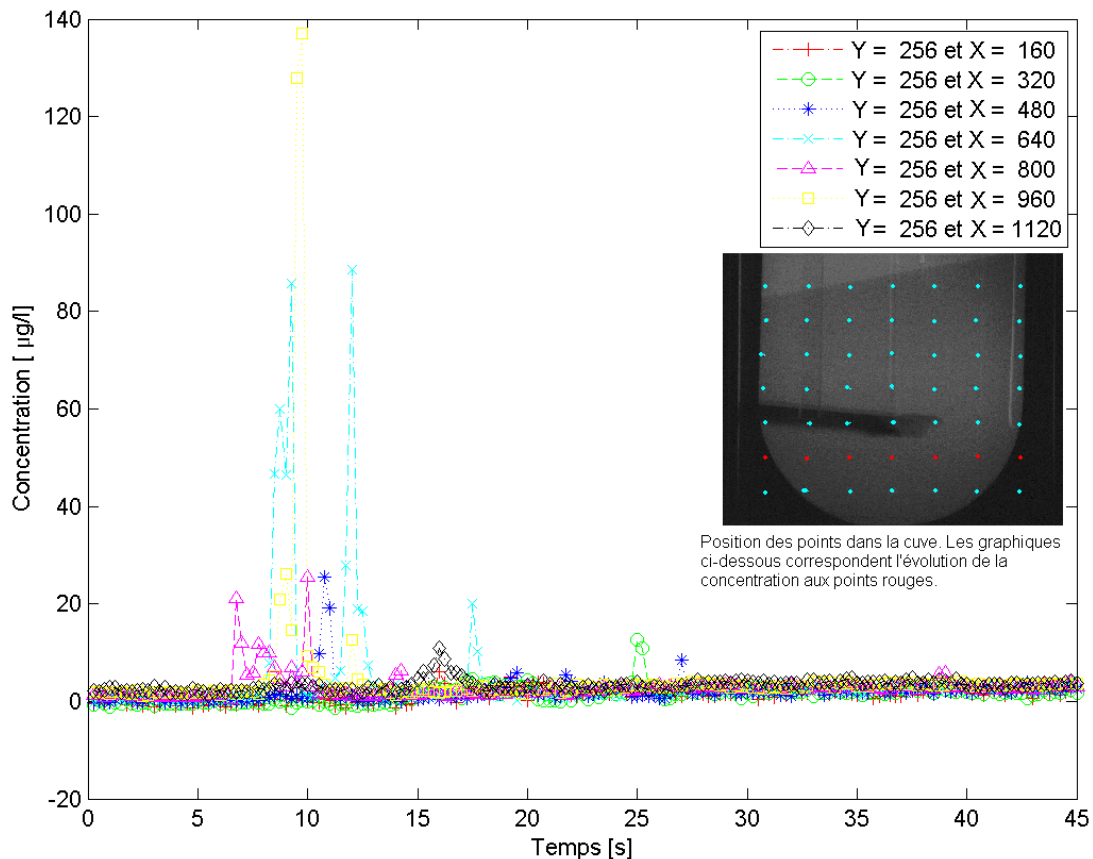 140
120
100
80
60
40
20
0
-20
Concentration [ µg/l]
0 5 10 15 20 25 30 35 40 45
Temps [s]
Y = 256 et X = 160
Y = 256 et X = 320
Y = 256 et X = 480
Y = 256 et X = 640
Y = 256 et X = 800
Y = 256 et X = 960
Y = 256 et X = 1120
Position des points dans la cuve. Les graphiques
ci-dessous correspondent l'évolution de la
concentration aux points rouges.